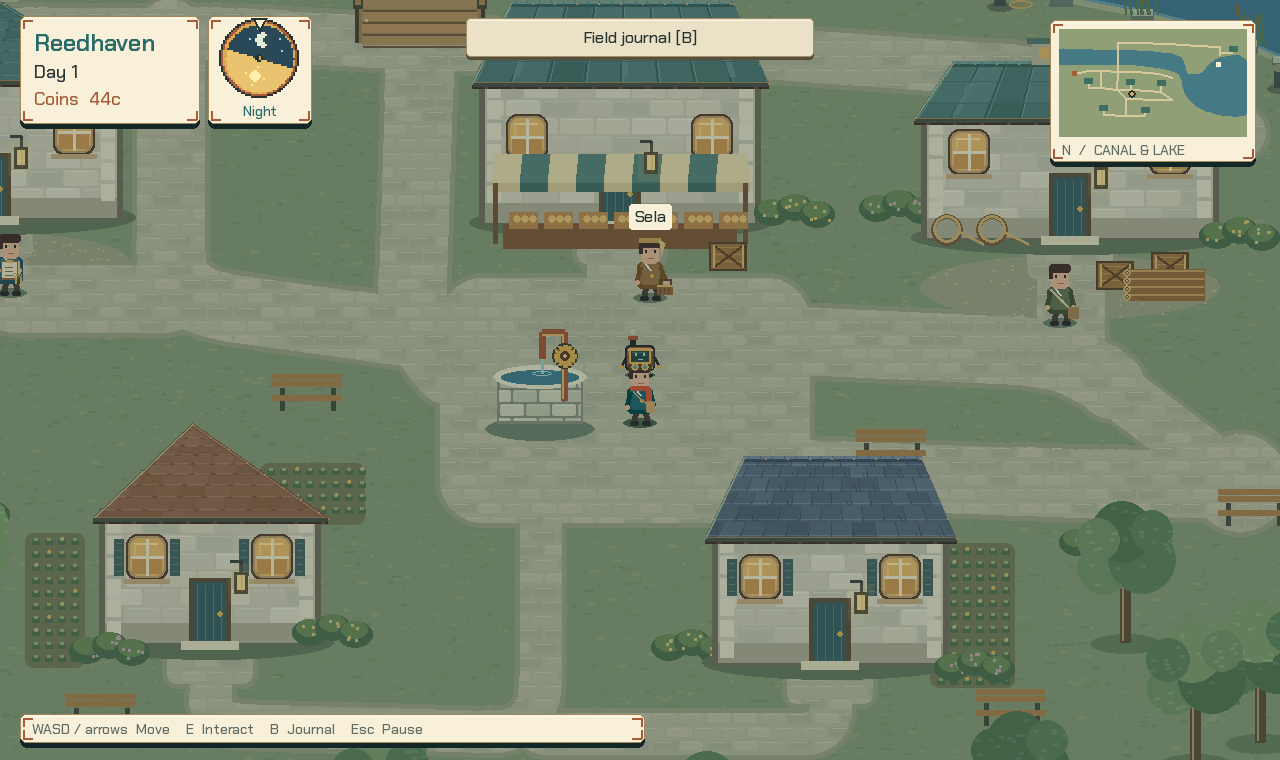 Reedhaven
Day 1
Coins 44c
Night
Field journal [B]
N / CANAL & LAKE
Sela
WASD / arrows Move E Interact B Journal Esc Pause